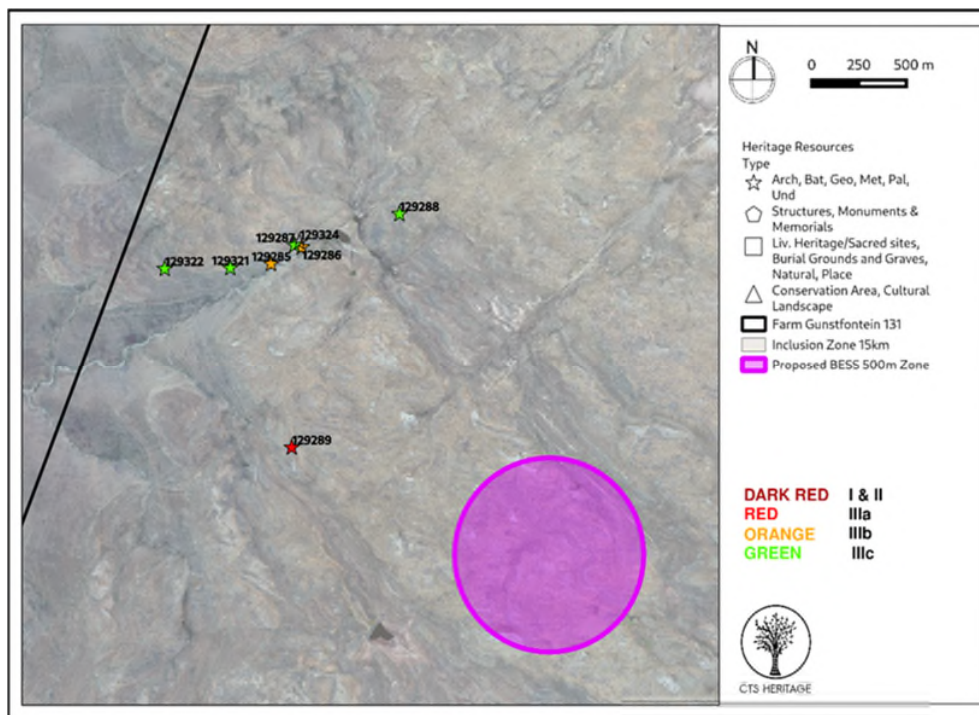 N
0 250 500 m
Heritage Resources
Type
Arch, Bat, Geo, Met, Pal,
Und
Structures, Monuments &
Memorials
Liv. Heritage/Sacred sites,
Burial Grounds and Graves,
Natural, Place
Conservation Area, Cultural
Landscape
Farm Gunstfontein 131
Inclusion Zone 15km
Proposed BESS 500m Zone
129288
129287 129324
129286
129285
129322 129321
129289
DARK RED I & II
RED IIIa
ORANGE IIIb
GREEN IIIc
CTS HERITAGE